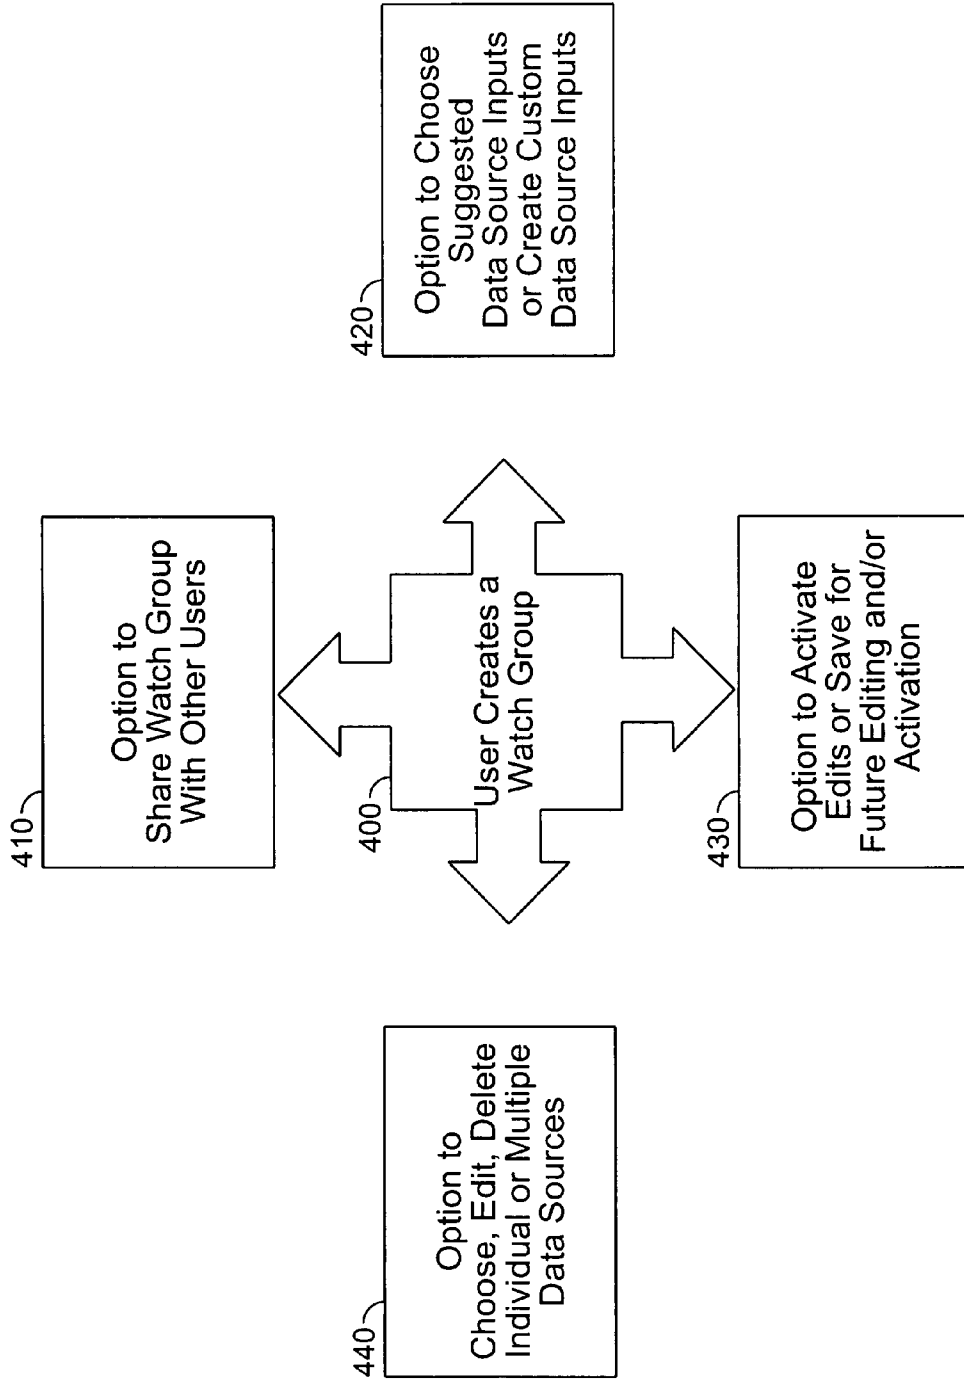 410
Option to
Share Watch Group
With Other Users
440
Option to
Choose, Edit, Delete
Individual or Multiple
Data Sources
400
User Creates a
Watch Group
420
Option to Choose
Suggested
Data Source Inputs
or Create Custom
Data Source Inputs
430
Option to Activate
Edits or Save for
Future Editing and/or
Activation